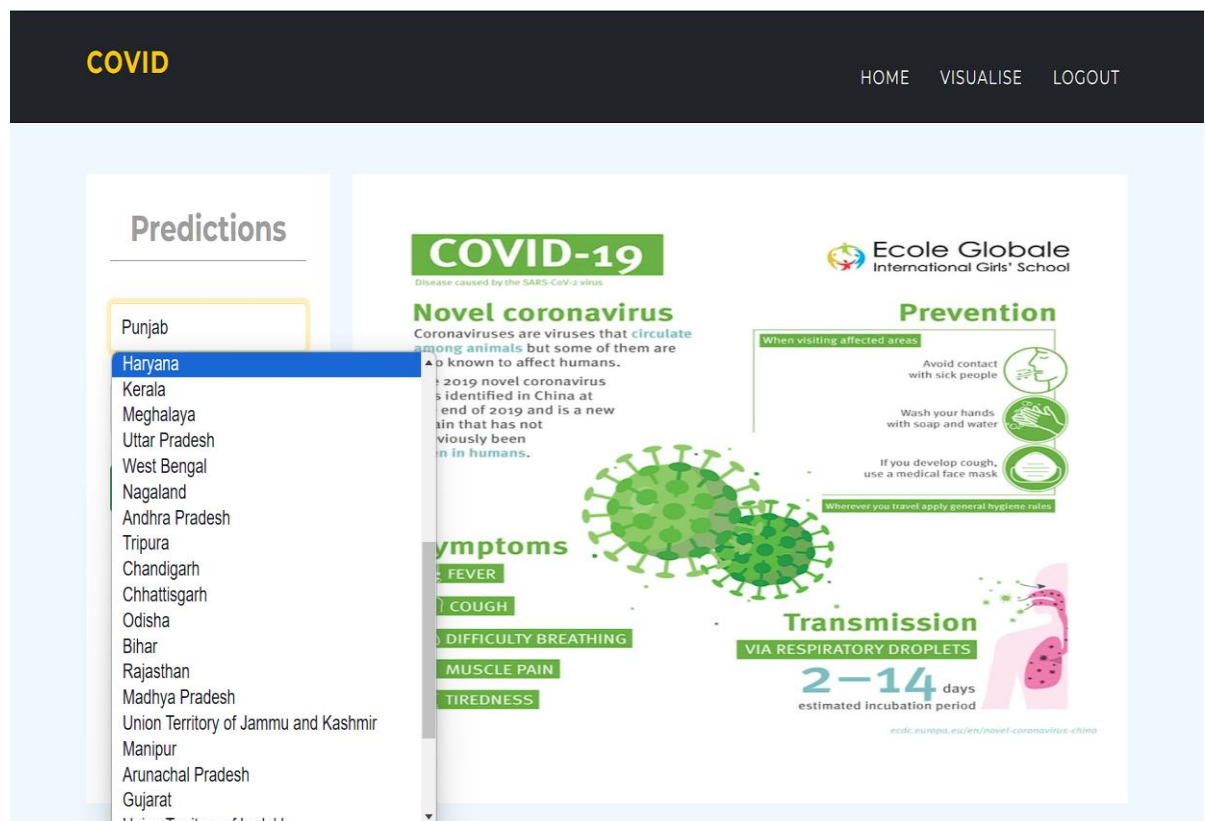 COVID
HOME VISUALISE LOGOUT
Predictions
Punjab
Haryana
Kerala
Meghalaya
Uttar Pradesh
West Bengal
Nagaland
Andhra Pradesh
Tripura
Chandigarh
Chhattisgarh
Odisha
Bihar
Rajasthan
Madhya Pradesh
Union Territory of Jammu and Kashmir
Manipur
Arunachal Pradesh
Gujarat
COVID-19
Disease caused by the SARS-CoV-2 virus
Ecole Globale
International Girls' School
Novel coronavirus
Coronaviruses are viruses that circulate
among animals but some of them are
o known to affect humans.
2019 novel coronavirus
s identified in China at
end of 2019 and is a new
ain that has not
viously been
n in humans.
Prevention
When visiting affected areas
Avoid contact
with sick people
Wash your hands
with soap and water
If you develop cough,
use a medical face mask
Wherever you travel apply general hygiene rules
ymptoms
FEVER
COUGH
DIFFICULTY BREATHING
MUSCLE PAIN
TIREDNESS
Transmission
VIA RESPIRATORY DROPLETS
2–14 days
estimated incubation period
ecdc.europa.eu/en/novel-coronavirus-china